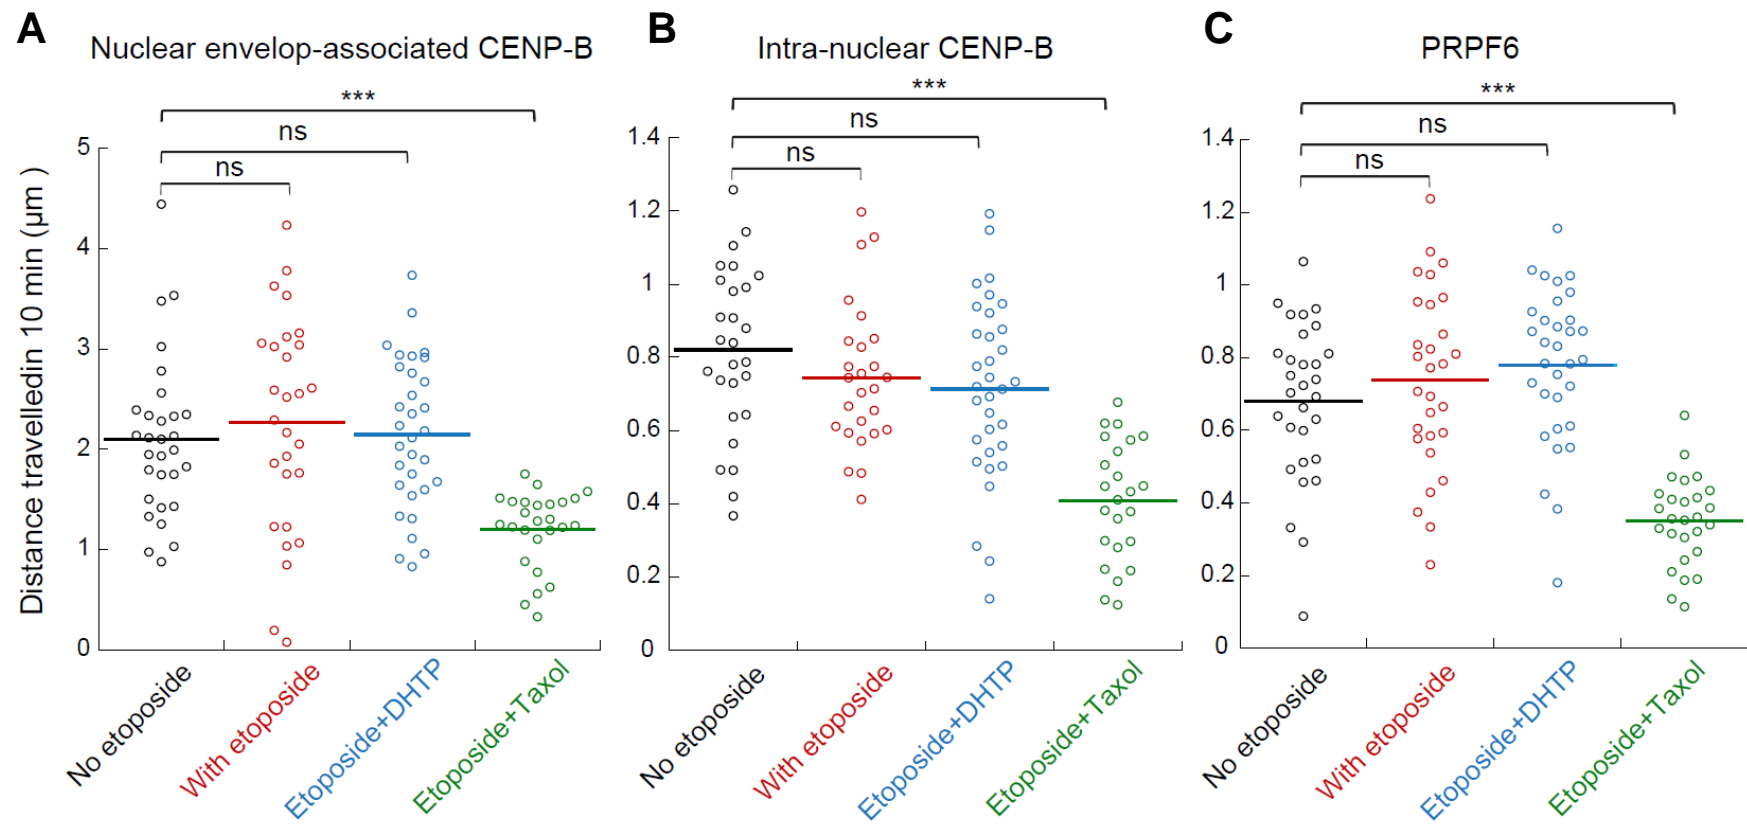 A
Nuclear envelop-associated CENP-B
***
ns
ns
Distance travelledin 10 min (μm )
5
4
3
2
1
0
No etoposide
With etoposide
Etoposide+DHTP
Etoposide+Taxol
B
Intra-nuclear CENP-B
***
ns
ns
1.4
1.2
1
0.8
0.6
0.4
0.2
0
No etoposide
With etoposide
Etoposide+DHTP
Etoposide+Taxol
C
PRPF6
***
ns
ns
1.4
1.2
1
0.8
0.6
0.4
0.2
0
No etoposide
With etoposide
Etoposide+DHTP
Etoposide+Taxol